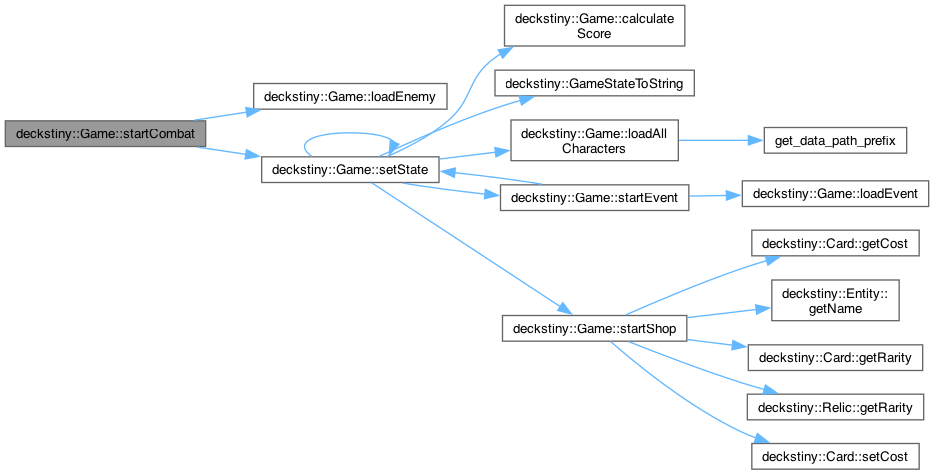 deckstiny::Game::startCombat
deckstiny::Game::loadEnemy
deckstiny::Game::setState
deckstiny::Game::calculate
Score
deckstiny::GameStateToString
deckstiny::Game::loadAll
Characters
get_data_path_prefix
deckstiny::Game::startEvent
deckstiny::Game::loadEvent
deckstiny::Game::startShop
deckstiny::Card::getCost
deckstiny::Entity::
getName
deckstiny::Card::getRarity
deckstiny::Relic::getRarity
deckstiny::Card::setCost